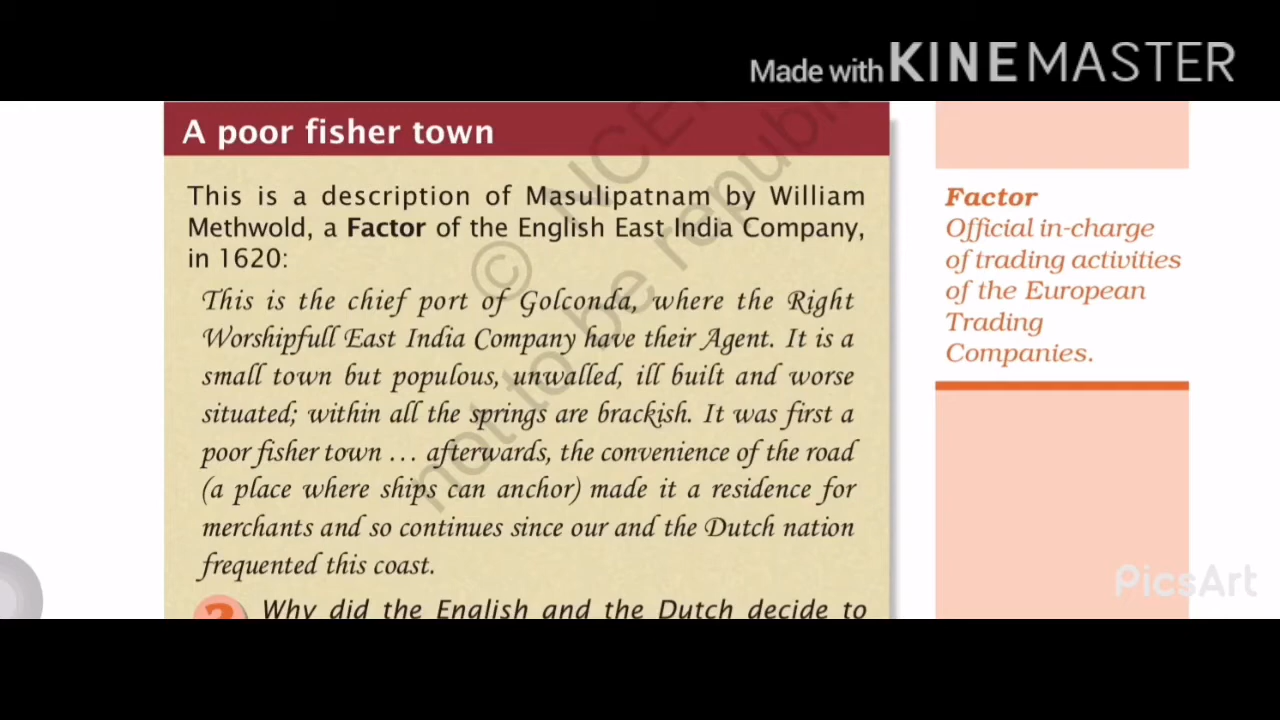 Made with KINEMASTER
A poor fisher town
This is a description of Masulipatnam by William
Methwold, a Factor of the English East India Company,
in 1620:
This is the chief port of Golconda, where the Right
Worshipfull East India Company have their Agent. It is a
small town but populous, unwalled, ill built and worse
situated; within all the springs are brackish. It was first a
poor fisher town … afterwards, the convenience of the road
(a place where ships can anchor) made it a residence for
merchants and so continues since our and the Dutch nation
frequented this coast.
? Why did the English and the Dutch decide to
Factor
Official in-charge
of trading activities
of the European
Trading
Companies.
© NCE
not to be republi
PicsArt